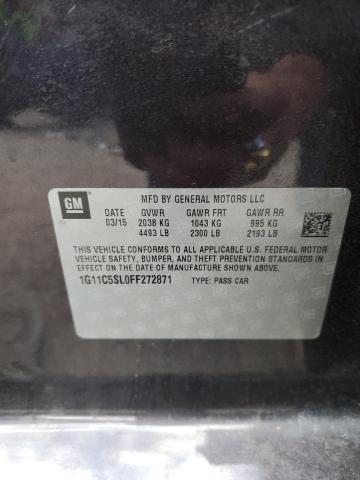 GM
MFD BY GENERAL MOTORS LLC
DATE GVWR GAWR FRT GAWR RR
03/15 2038 KG 1043 KG 995 KG
4493 LB 2300 LB 2193 LB
THIS VEHICLE CONFORMS TO ALL APPLICABLE U.S. FEDERAL MOTOR
VEHICLE SAFETY, BUMPER, AND THEFT PREVENTION STANDARDS
IN EFFECT ON THE DATE OF MANUFACTURE SHOWN ABOVE.
1G11C5SL0FF272871 TYPE: PASS CAR